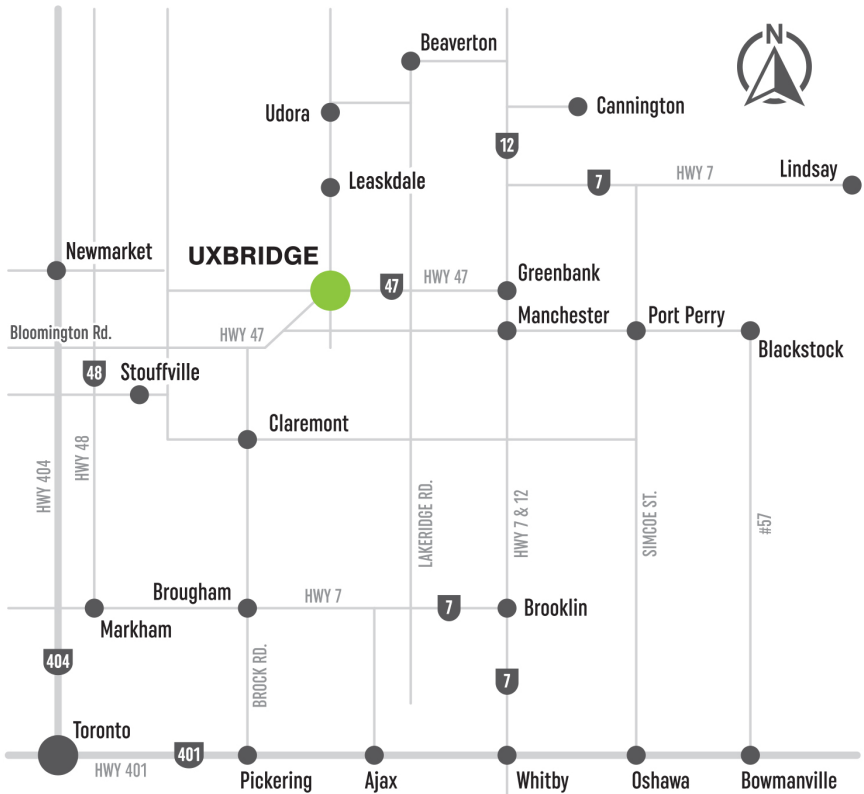 N
Beaverton
Cannington
Udora
12
HWY 7
Lindsay
7
Leaskdale
Newmarket
UXBRIDGE
HWY 47
47
Greenbank
Manchester
Port Perry
Bloomington Rd.
HWY 47
Blackstock
48
Stouffville
Claremont
HWY 48
HWY 404
LAKERIDGE RD.
HWY 7 & 12
SIMCOE ST.
#57
Brougham
HWY 7
7
Brooklin
Markham
404
BROCK RD.
7
Toronto
401
HWY 401
Pickering
Ajax
Whitby
Oshawa
Bowmanville